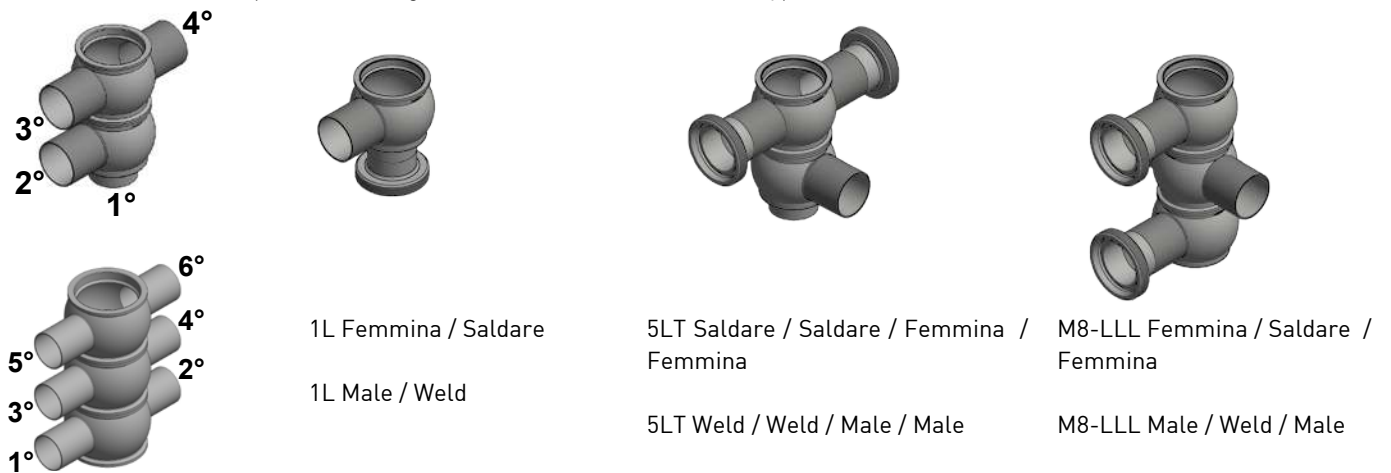 4°
3°
2°
1°
6°
4°
2°
5°
3°
1°
1L Femmina / Saldare
1L Male / Weld
5LT Saldare / Saldare / Femmina /
Femmina
5LT Weld / Weld / Male / Male
M8-LLL Femmina / Saldare /
Femmina
M8-LLL Male / Weld / Male